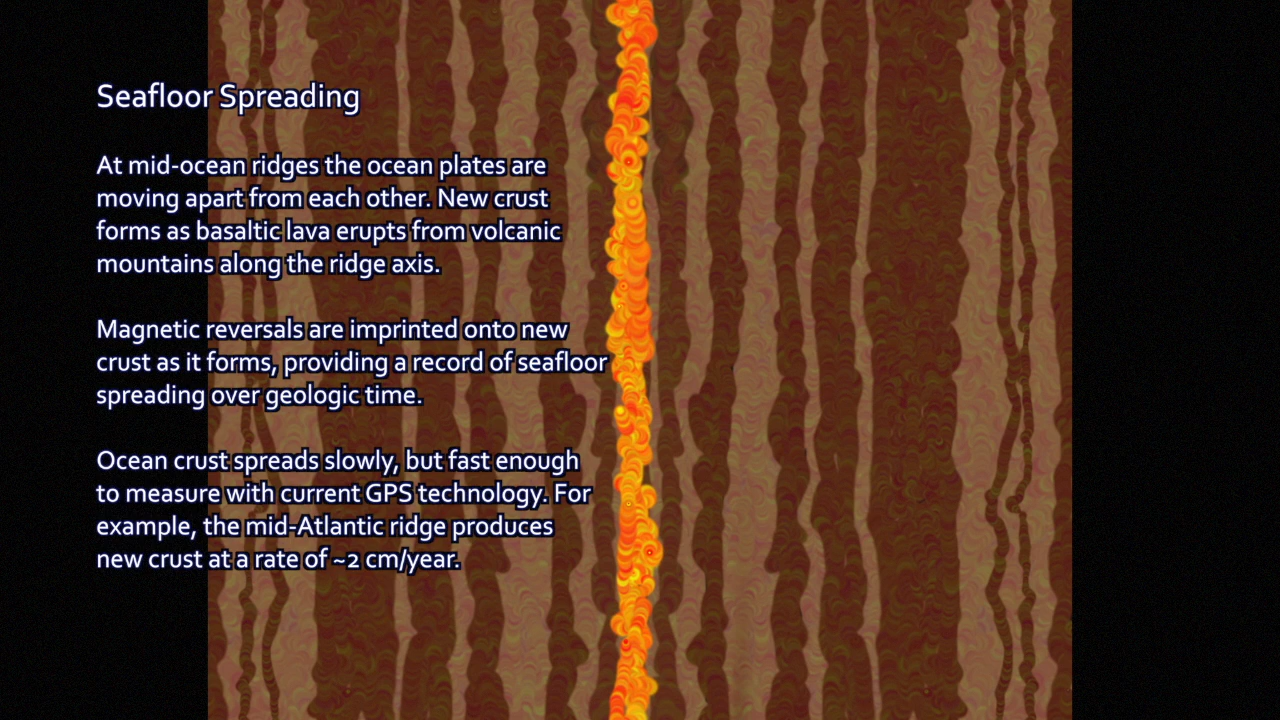 Seafloor Spreading
At mid-ocean ridges the ocean plates are
moving apart from each other. New crust
forms as basaltic lava erupts from volcanic
mountains along the ridge axis.
Magnetic reversals are imprinted onto new
crust as it forms, providing a record of seafloor
spreading over geologic time.
Ocean crust spreads slowly, but fast enough
to measure with current GPS technology. For
example, the mid-Atlantic ridge produces
new crust at a rate of ~2 cm/year.